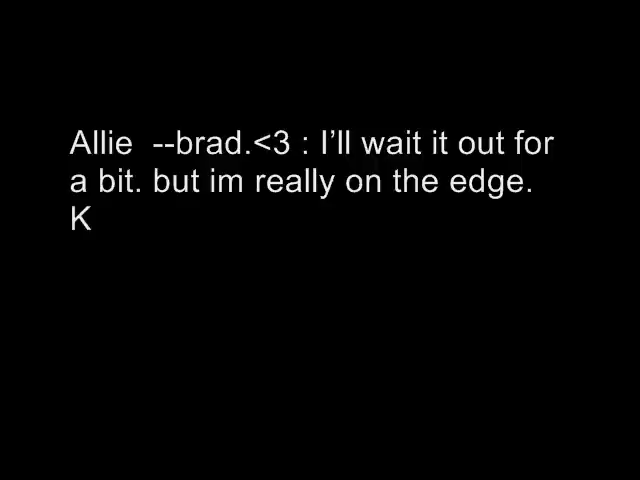 Allie  --brad.<3 : I’ll wait it out for
a bit. but im really on the edge.
K